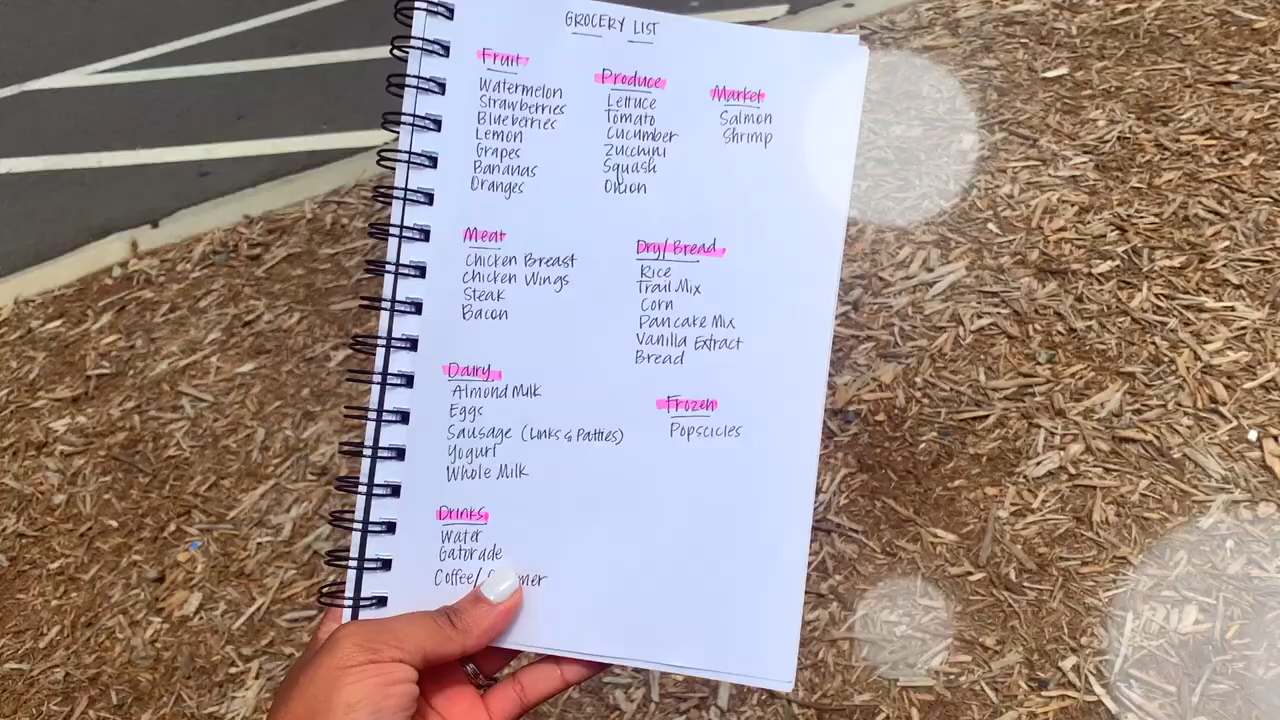 GROCERY LIST
Fruit
Watermelon
Strawberries
Blueberries
Lemon
Grapes
Bananas
Oranges
Produce
Lettuce
Tomato
Cucumber
Zucchini
Squash
Onion
Market
Salmon
Shrimp
Meat
Chicken Breast
Chicken Wings
Steak
Bacon
Dry/Bread
Rice
Trail Mix
Corn
Pancake Mix
Vanilla Extract
Bread
Dairy
Almond Milk
Eggs
Sausage (Links & Patties)
Yogurt
Whole Milk
Frozen
Popscicles
Drinks
Water
Gatorade
Coffee/